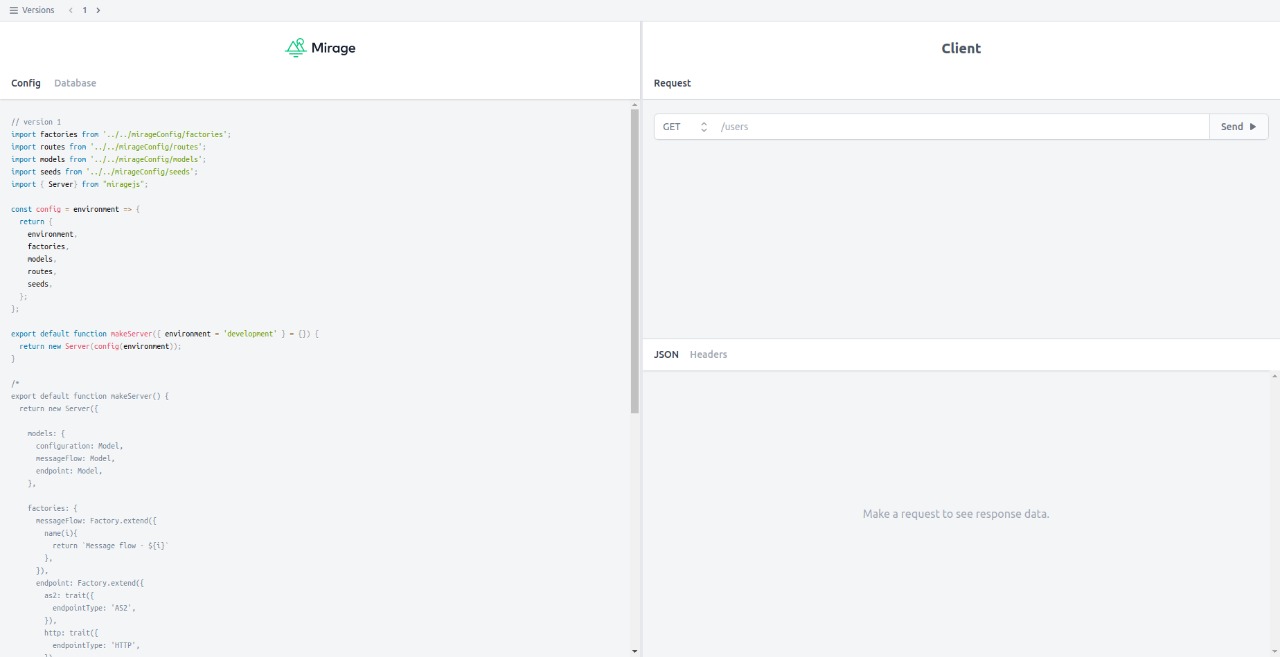 Versions 1
Mirage
Config Database
// version 1
import factories from '../../mirageConfig/factories';
import routes from '../../mirageConfig/routes';
import models from '../../mirageConfig/models';
import seeds from '../../mirageConfig/seeds';
import { Server} from "miragejs";
const config = environment => {
return {
environment,
factories,
models,
routes,
seeds,
};
};
export default function makeServer({ environment = 'development' } = {}) {
return new Server(config(environment));
}
/*
export default function makeServer() {
return new Server({
models: {
configuration: Model,
messageFlow: Model,
endpoint: Model,
},
factories: {
messageFlow: Factory.extend({
name(i){
return `Message flow - ${i}`
},
}),
endpoint: Factory.extend({
as2: trait({
endpointType: 'AS2',
}),
http: trait({
endpointType: 'HTTP',
Client
Request
GET /users Send
JSON Headers
Make a request to see response data.